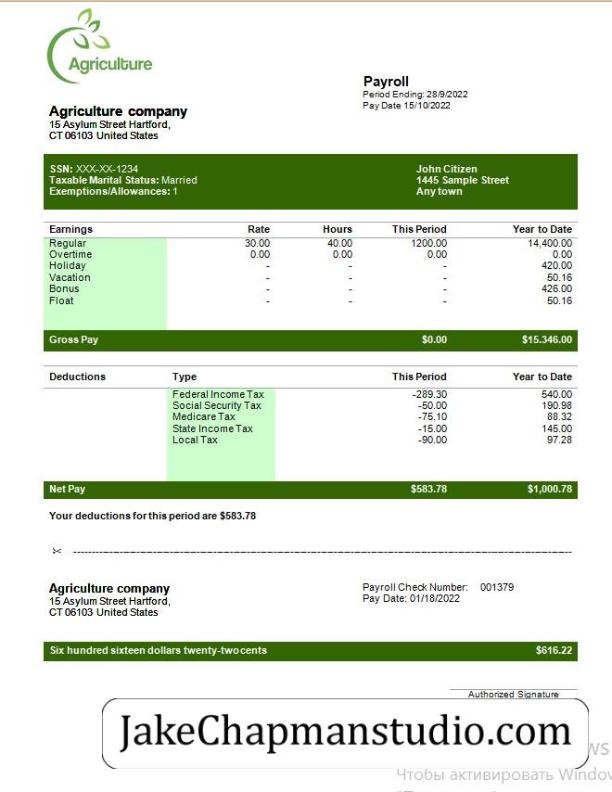 Agriculture
Payroll
Period Ending: 28/9/2022
Pay Date 15/10/2022
Agriculture company
15 Asylum Street Hartford,
CT 06103 United States
SSN: XXX-XX-1234 John Citizen
Taxable Marital Status: Married 1445 Sample Street
Exemptions/Allowances: 1 Any town
Earnings Rate Hours This Period Year to Date
Regular 30.00 40.00 1200.00 14,400.00
Overtime 0.00 0.00 0.00 0.00
Holiday - - - 420.00
Vacation - - - 50.16
Bonus - - - 426.00
Float - - - 50.16
Gross Pay $0.00 $15.346.00
Deductions Type This Period Year to Date
Federal Income Tax -289.30 540.00
Social Security Tax -50.00 190.98
Medicare Tax -75.10 88.32
State Income Tax -15.00 145.00
Local Tax -90.00 97.28
Net Pay $583.78 $1,000.78
Your deductions for this period are $583.78
Agriculture company
15 Asylum Street Hartford,
CT 06103 United States
Payroll Check Number: 001379
Pay Date: 01/18/2022
Six hundred sixteen dollars twenty-twocents $616.22
Authorized Signature
JakeChapmanstudio.com
ws
Чтобы активировать Window